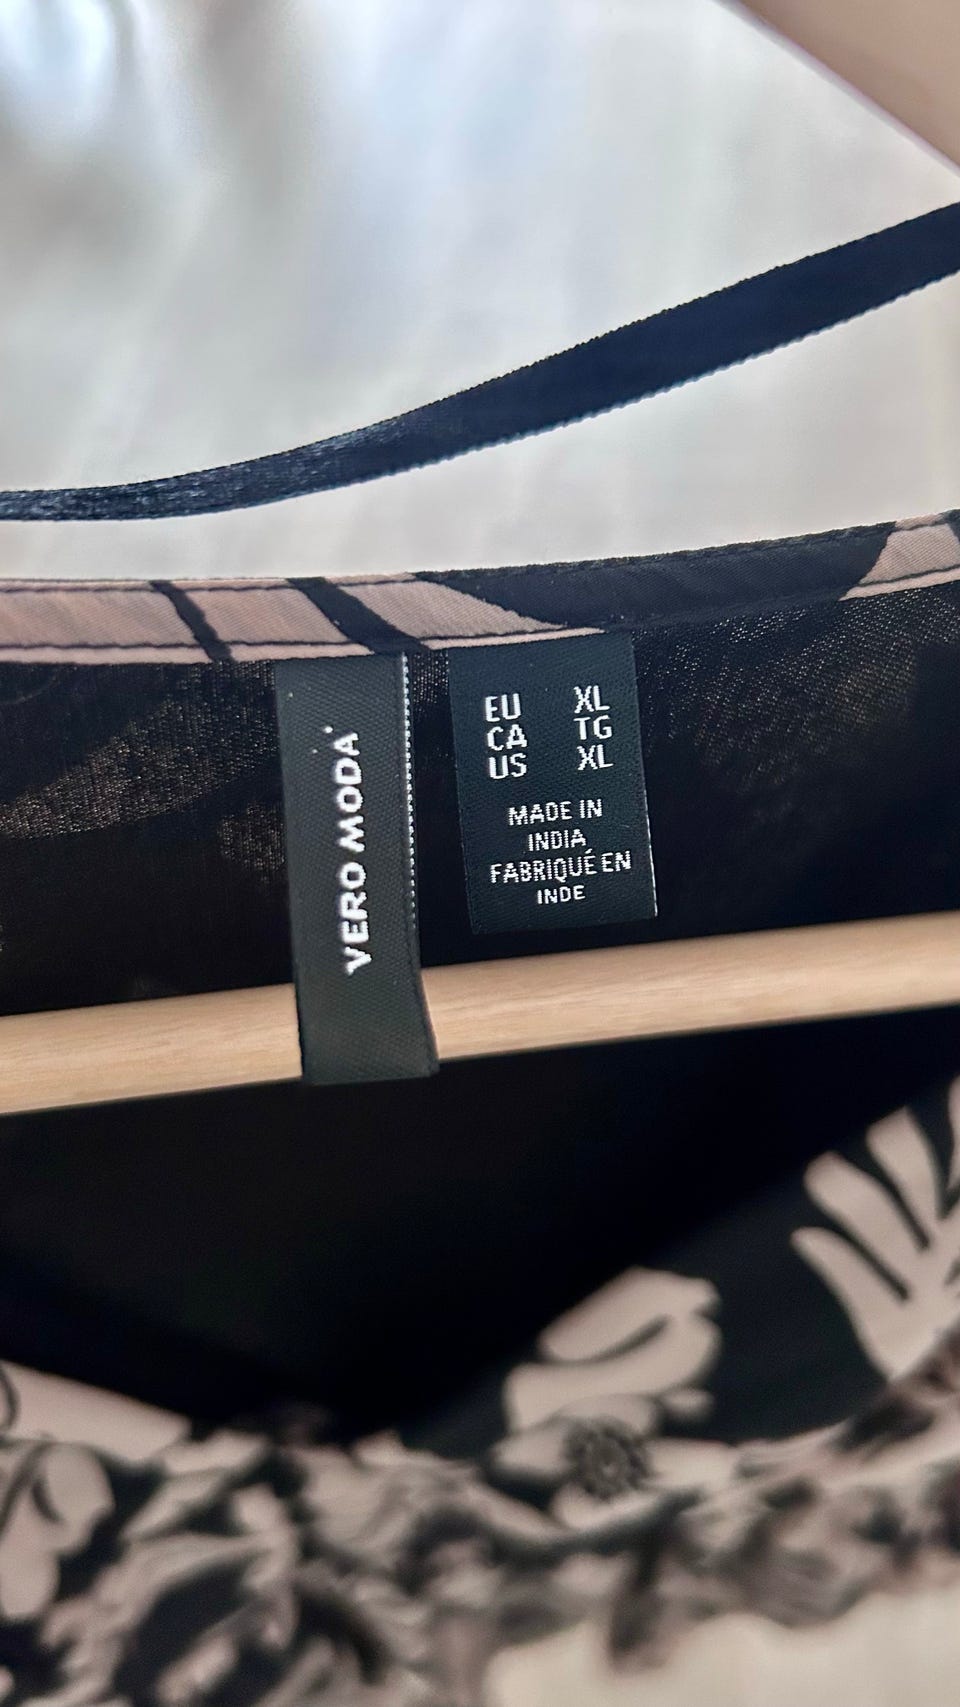 VERO MODA
EU XL
CA TG
US XL
MADE IN
INDIA
FABRIQUÉ EN
INDE